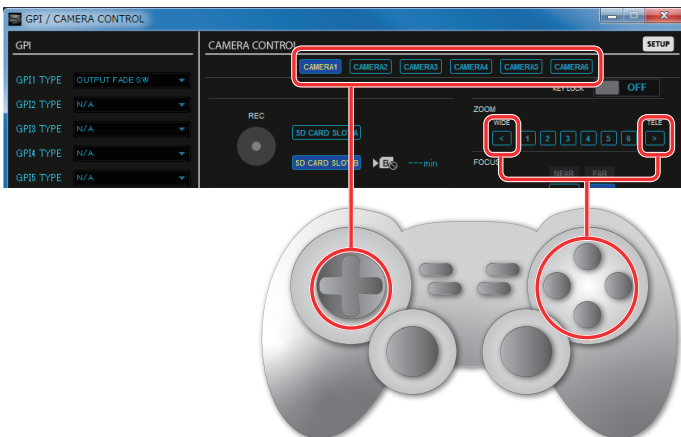 GPI / CAMERA CONTROL
GPI
GPI1 TYPE OUTPUT FADE SW
GPI2 TYPE N/A
GPI3 TYPE N/A
GPI4 TYPE N/A
GPI5 TYPE N/A
CAMERA CONTROL
SETUP
CAMERA1 CAMERA2 CAMERA3 CAMERA4 CAMERA5 CAMERA6
KEY LOCK OFF
REC
SD CARD SLOT A
SD CARD SLOT B B ---min
ZOOM
WIDE TELE
< 1 2 3 4 5 6 >
FOCUS
NEAR FAR